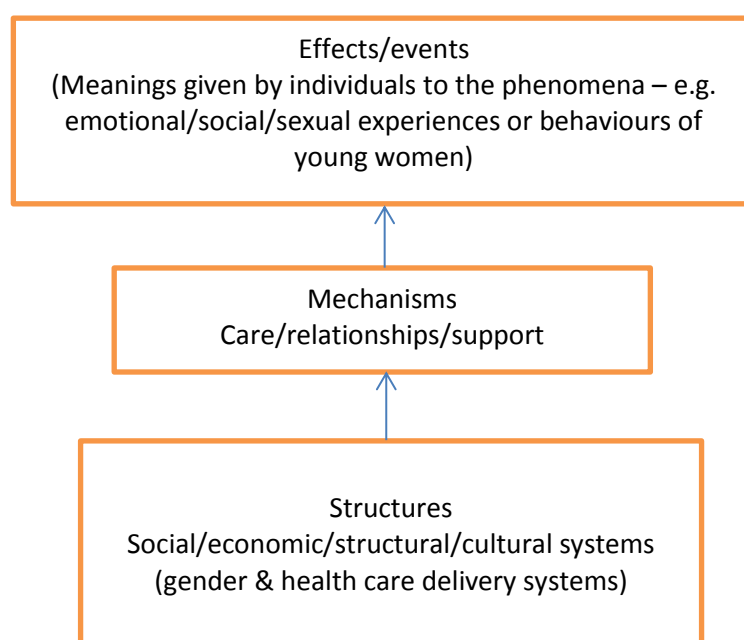 Effects/events
(Meanings given by individuals to the phenomena – e.g.
emotional/social/sexual experiences or behaviours of
young women)
Mechanisms
Care/relationships/support
Structures
Social/economic/structural/cultural systems
(gender & health care delivery systems)